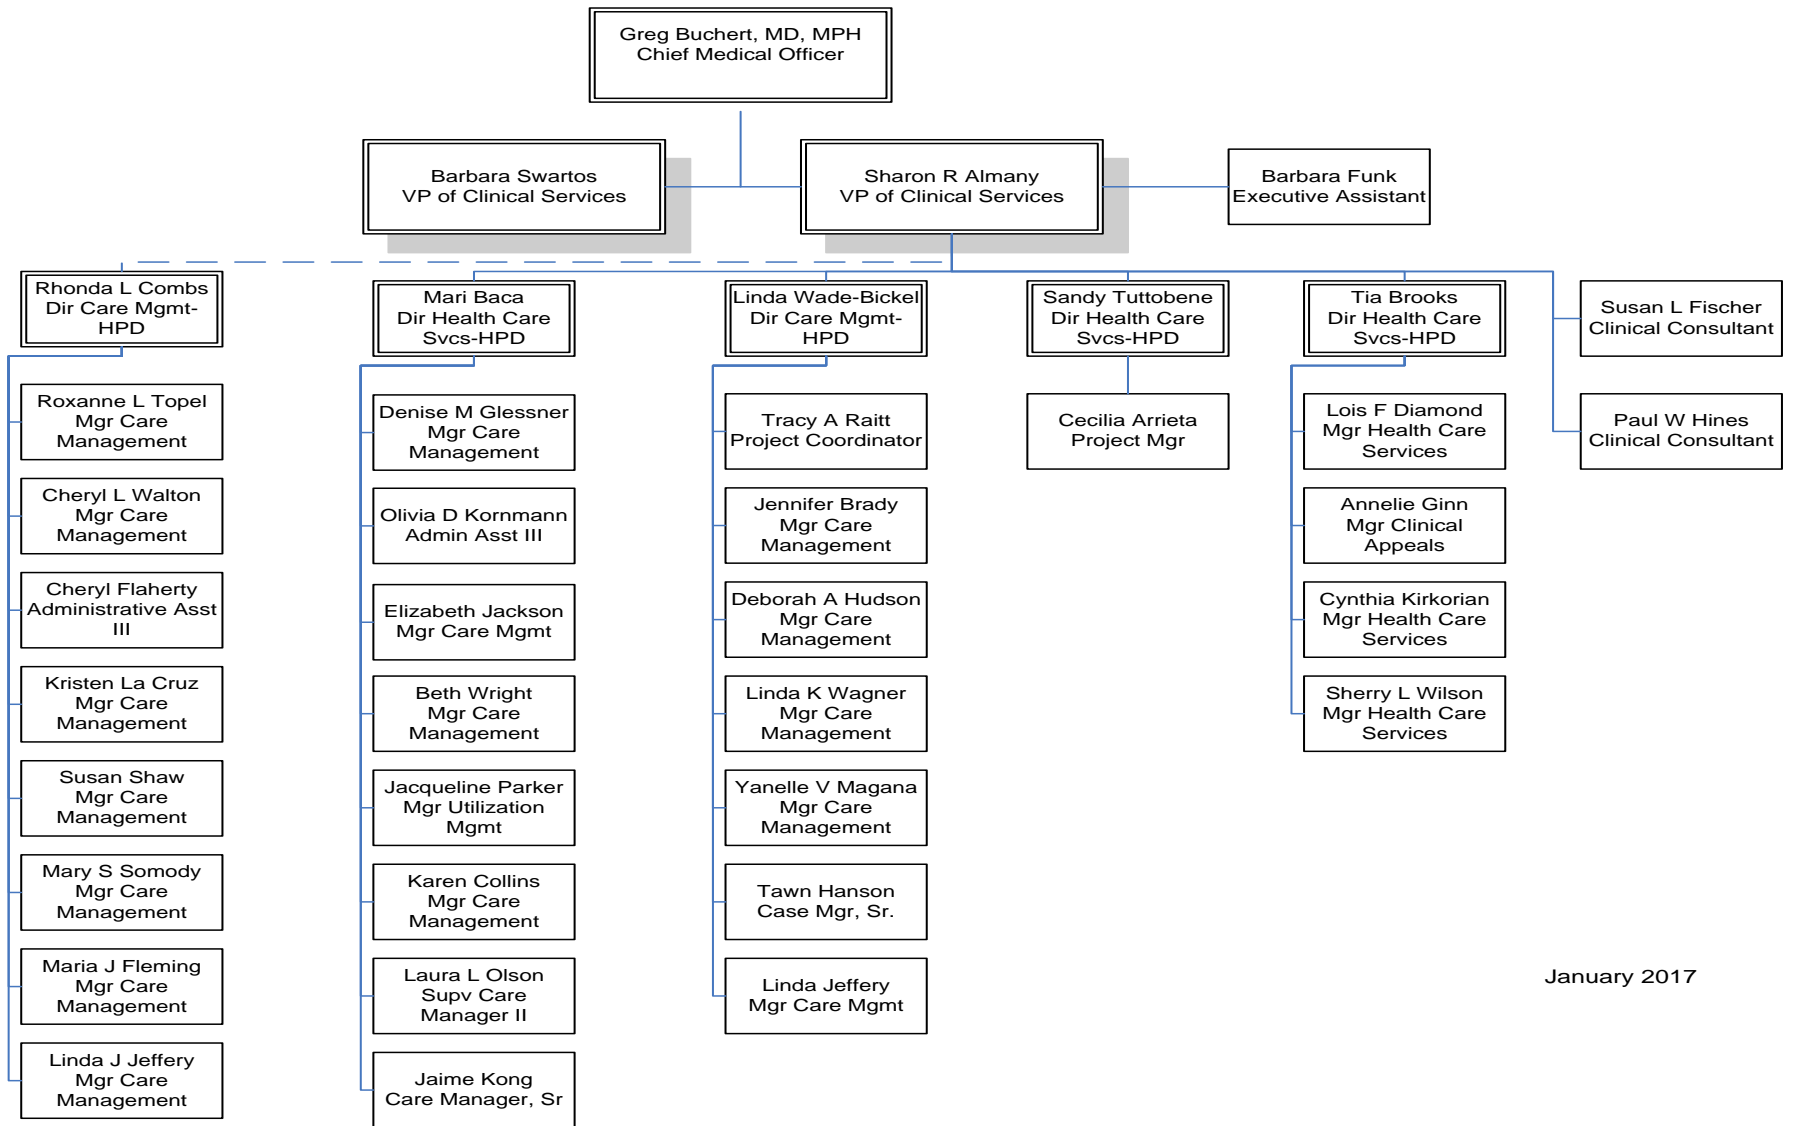 Greg Buchert, MD, MPH
Chief Medical Officer
Barbara Swartos
VP of Clinical Services
Sharon R Almany
VP of Clinical Services
Barbara Funk
Executive Assistant
Rhonda L Combs
Dir Care Mgmt-
HPD
Mari Baca
Dir Health Care
Svcs-HPD
Linda Wade-Bickel
Dir Care Mgmt-
HPD
Sandy Tuttobene
Dir Health Care
Svcs-HPD
Tia Brooks
Dir Health Care
Svcs-HPD
Susan L Fischer
Clinical Consultant
Paul W Hines
Clinical Consultant
Roxanne L Topel
Mgr Care
Management
Cheryl L Walton
Mgr Care
Management
Cheryl Flaherty
Administrative Asst
III
Kristen La Cruz
Mgr Care
Management
Susan Shaw
Mgr Care
Management
Mary S Somody
Mgr Care
Management
Maria J Fleming
Mgr Care
Management
Linda J Jeffery
Mgr Care
Management
Denise M Glessner
Mgr Care
Management
Olivia D Kornmann
Admin Asst III
Elizabeth Jackson
Mgr Care Mgmt
Beth Wright
Mgr Care
Management
Jacqueline Parker
Mgr Utilization
Mgmt
Karen Collins
Mgr Care
Management
Laura L Olson
Supv Care
Manager II
Jaime Kong
Care Manager, Sr
Tracy A Raitt
Project Coordinator
Jennifer Brady
Mgr Care
Management
Deborah A Hudson
Mgr Care
Management
Linda K Wagner
Mgr Care
Management
Yanelle V Magana
Mgr Care
Management
Tawn Hanson
Case Mgr, Sr.
Linda Jeffery
Mgr Care Mgmt
Cecilia Arrieta
Project Mgr
Lois F Diamond
Mgr Health Care
Services
Annelie Ginn
Mgr Clinical
Appeals
Cynthia Kirkorian
Mgr Health Care
Services
Sherry L Wilson
Mgr Health Care
Services
January 2017